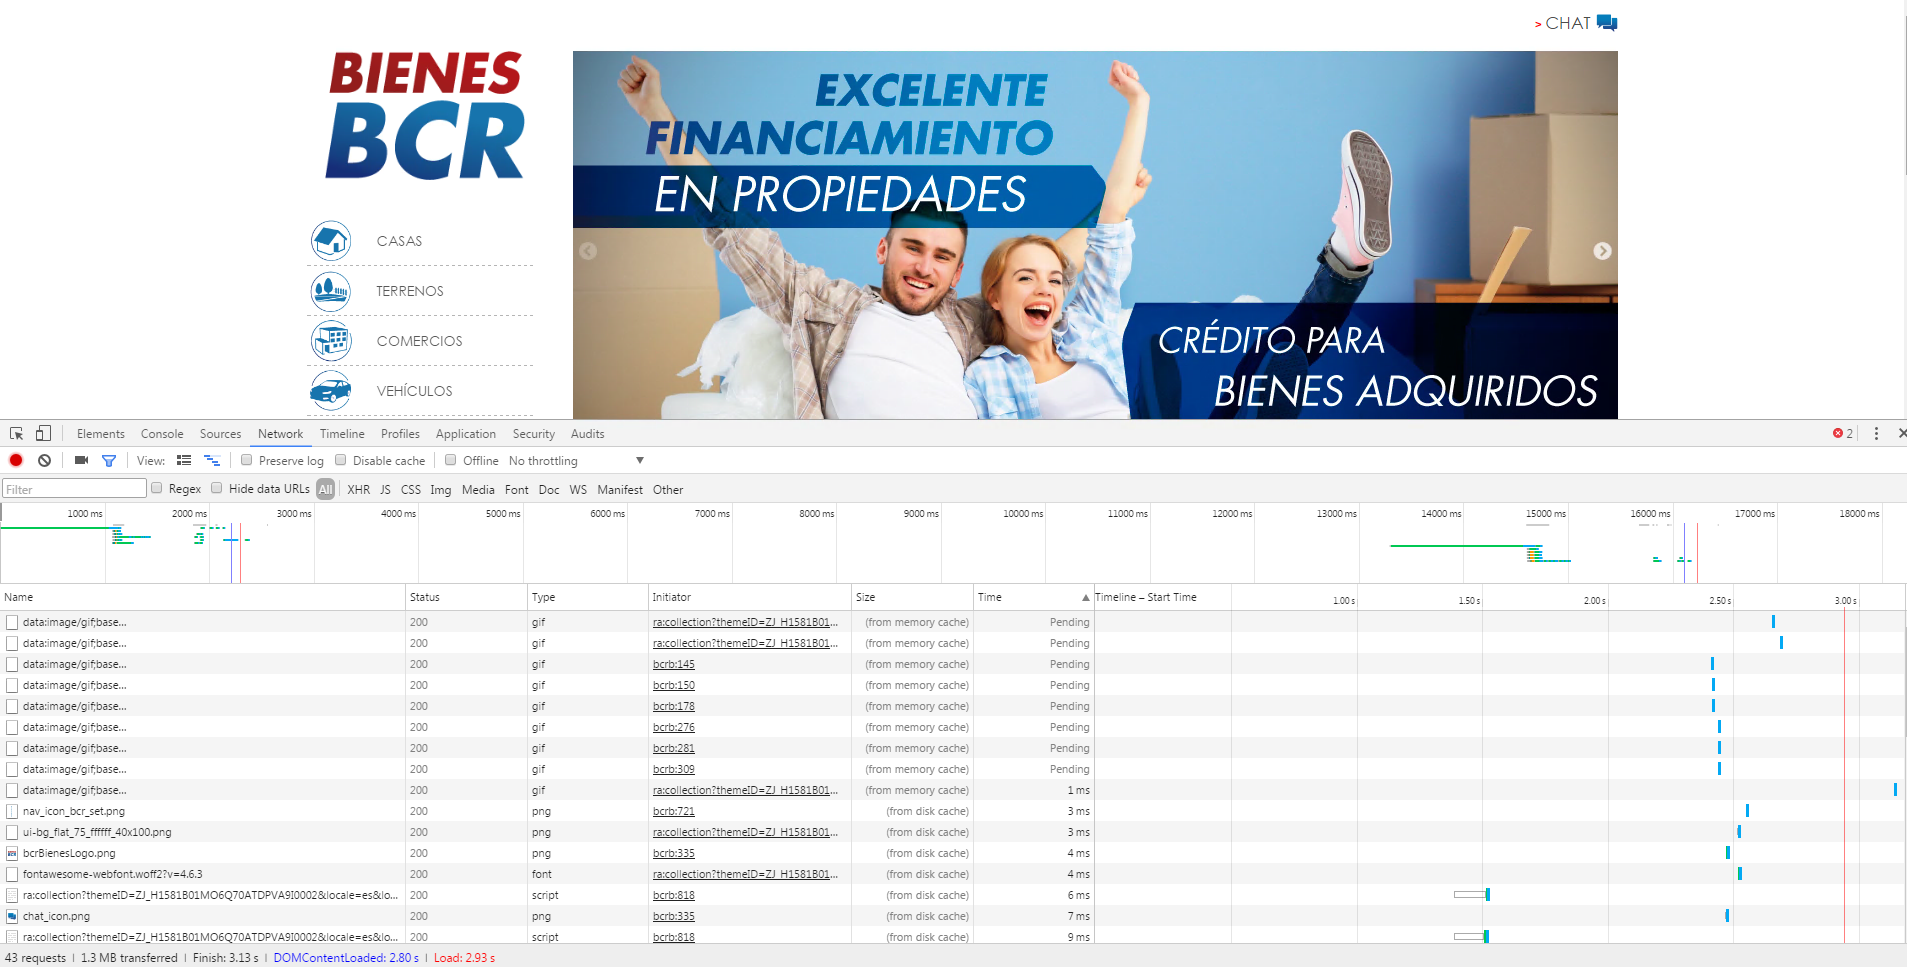 > CHAT
BIENES
BCR
EXCELENTE
FINANCIAMIENTO
EN PROPIEDADES
CASAS
TERRENOS
COMERCIOS
VEHÍCULOS
CRÉDITO PARA
BIENES ADQUIRIDOS
Elements Console Sources Network Timeline Profiles Application Security Audits 2
View: Preserve log Disable cache Offline No throttling
Filter Regex Hide data URLs All XHR JS CSS Img Media Font Doc WS Manifest Other
1000 ms 2000 ms 3000 ms 4000 ms 5000 ms 6000 ms 7000 ms 8000 ms 9000 ms 10000 ms 11000 ms 12000 ms 13000 ms 14000 ms 15000 ms 16000 ms 17000 ms 18000 ms
Name Status Type Initiator Size Time Timeline – Start Time 1.00 s 1.50 s 2.00 s 2.50 s 3.00 s
data:image/gif;base... 200 gif ra:collection?themeID=ZJ_H1581B01... (from memory cache) Pending
data:image/gif;base... 200 gif ra:collection?themeID=ZJ_H1581B01... (from memory cache) Pending
data:image/gif;base... 200 gif bcrb:145 (from memory cache) Pending
data:image/gif;base... 200 gif bcrb:150 (from memory cache) Pending
data:image/gif;base... 200 gif bcrb:178 (from memory cache) Pending
data:image/gif;base... 200 gif bcrb:276 (from memory cache) Pending
data:image/gif;base... 200 gif bcrb:281 (from memory cache) Pending
data:image/gif;base... 200 gif bcrb:309 (from memory cache) Pending
data:image/gif;base... 200 gif ra:collection?themeID=ZJ_H1581B01... (from memory cache) 1 ms
nav_icon_bcr_set.png 200 png bcrb:721 (from disk cache) 3 ms
ui-bg_flat_75_ffffff_40x100.png 200 png ra:collection?themeID=ZJ_H1581B01... (from disk cache) 3 ms
bcrBienesLogo.png 200 png bcrb:335 (from disk cache) 4 ms
fontawesome-webfont.woff2?v=4.6.3 200 font ra:collection?themeID=ZJ_H1581B01... (from disk cache) 4 ms
ra:collection?themeID=ZJ_H1581B01MO6Q70ATDPVA9I0002&locale=es&lo... 200 script bcrb:818 (from disk cache) 6 ms
chat_icon.png 200 png bcrb:335 (from disk cache) 7 ms
ra:collection?themeID=ZJ_H1581B01MO6Q70ATDPVA9I0002&locale=es&lo... 200 script bcrb:818 (from disk cache) 9 ms
43 requests | 1.3 MB transferred | Finish: 3.13 s | DOMContentLoaded: 2.80 s | Load: 2.93 s